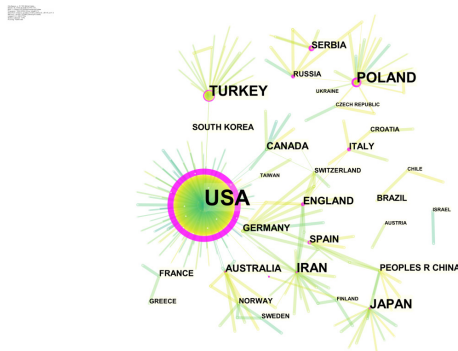 SERBIA
RUSSIA
POLAND
TURKEY
UKRAINE
CZECH REPUBLIC
SOUTH KOREA
CROATIA
CANADA
ITALY
TAIWAN
SWITZERLAND
CHILE
USA
ENGLAND
BRAZIL
ISRAEL
GERMANY
AUSTRIA
SPAIN
FRANCE
AUSTRALIA
IRAN
PEOPLES R CHINA
GREECE
NORWAY
FINLAND
JAPAN
SWEDEN